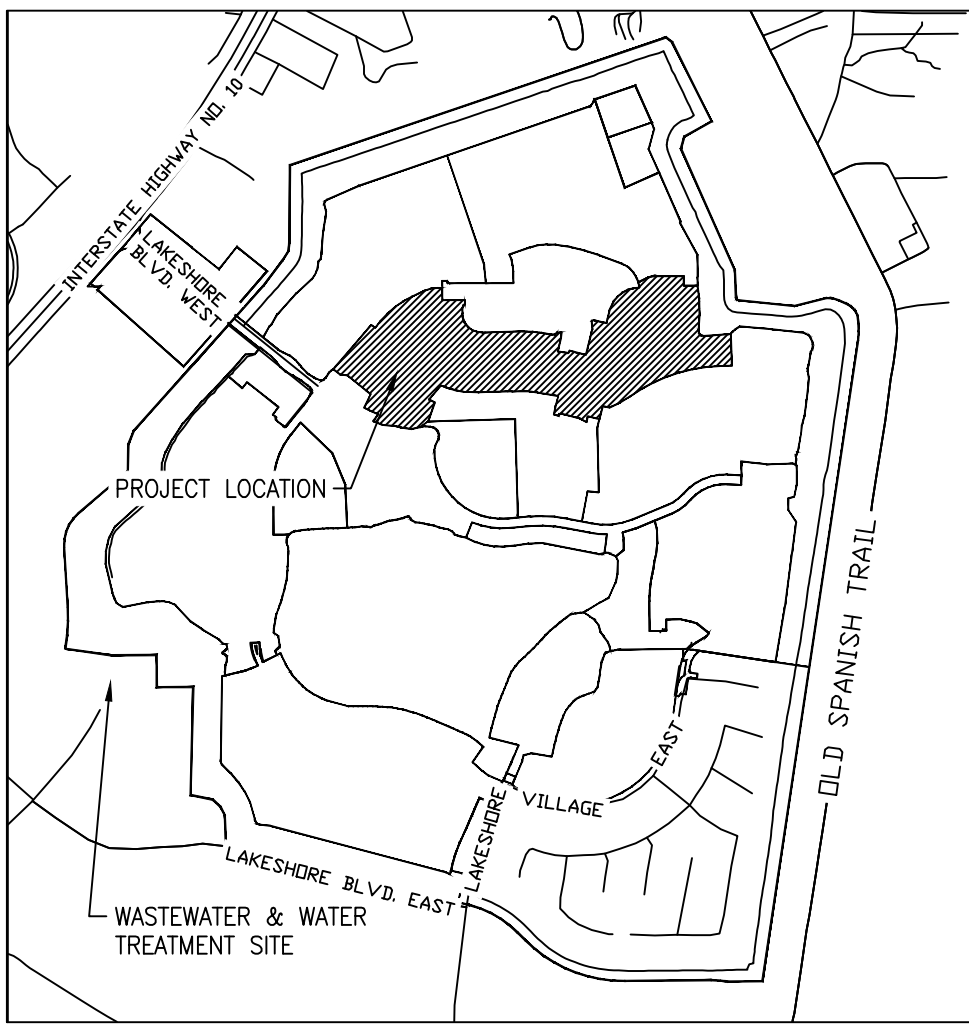 INTERSTATE HIGHWAY NO. 10
LAKESHORE
BLVD. WEST
PROJECT LOCATION
OLD SPANISH TRAIL
EAST
VILLAGE
LAKESHORE
LAKESHORE BLVD. EAST
WASTEWATER & WATER
TREATMENT SITE